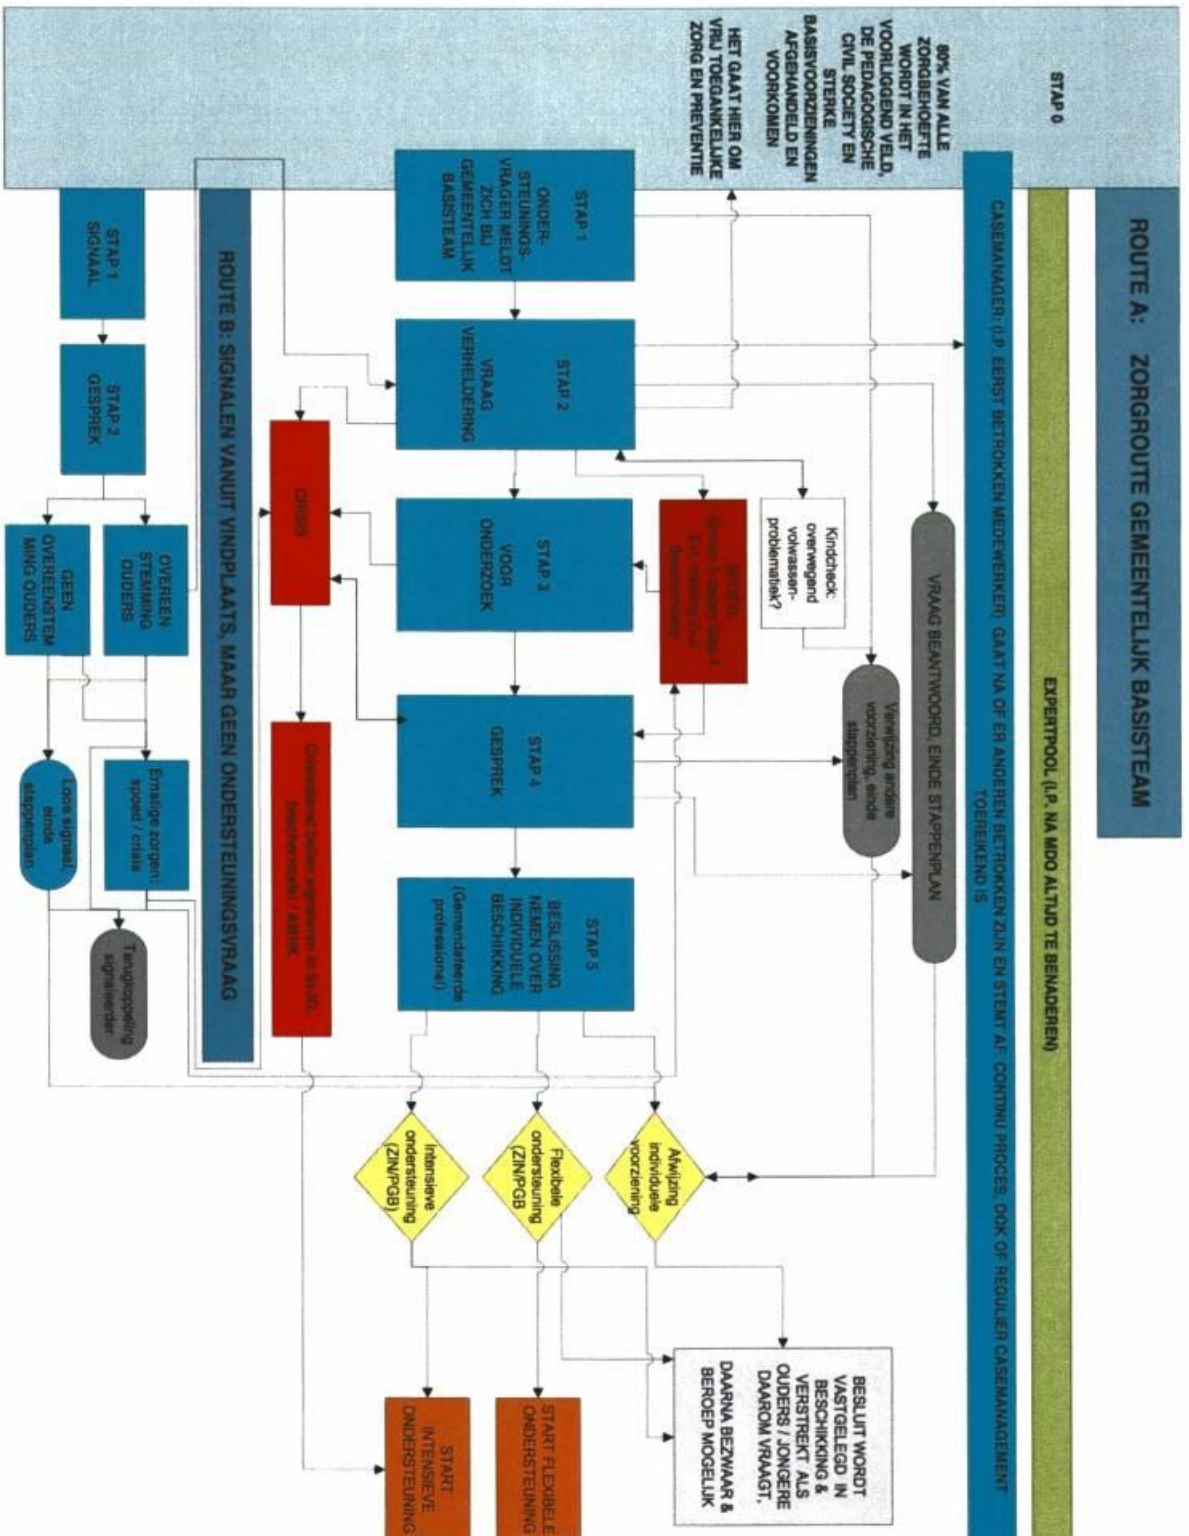 ROUTE A: ZORGROUTE GEMEENTELIJK BASISTEAM
STAP 0
EXPERTPOOL (I.P. NA MDO ALTIJD TE BENADEREN)
CASEMANAGER: (I.P. EERST BETROKKEN MEDEWERKER) GAAT NA OF ER ANDEREN BETROKKEN ZIJN EN STEMT AF. CONTINU PROCES, OOK OF REGULIER CASEMANAGEMENT
TOEREIKEND IS
80% VAN ALLE
ZORGBEHOEFTE
WORDT IN HET
VOORLIGGEND VELD,
DE PEDAGOGISCHE
CIVIL SOCIETY EN
STERKE
BASISVOORZIENINGEN
AFGEHANDELD EN
VOORKOMEN
HET GAAT HIER OM
VRIJ TOEGANKELIJKE
ZORG EN PREVENTIE
VRAAG BEANTWOORD, EINDE STAPPENPLAN
Verwijzing andere
voorziening, einde
stappenplan
Kindcheck:
overwegend
volwassen-
problematiek?
STAP 1
ONDER-
STEUNINGS-
VRAGER MELDT
ZICH BIJ
GEMEENTELIJK
BASISTEAM
STAP 2
VRAAG
VERHELDERING
STAP 3
VOOR
ONDERZOEK
STAP 4
GESPREK
STAP 5
BESLISSING
NEMEN OVER
INDIVIDUELE
BESCHIKKING
(Gemandateerde
professional)
Afwijzing
individuele
voorziening
Flexibele
ondersteuning
(ZIN/PGB)
Intensieve
ondersteuning
(ZIN/PGB)
BESLUIT WORDT
VASTGELEGD IN
BESCHIKKING &
VERSTREKT ALS
OUDERS / JONGERE
DAAROM VRAAGT,
DAARNA BEZWAAR &
BEROEP MOGELIJK
START FLEXIBELE
ONDERSTEUNING
START
INTENSIEVE
ONDERSTEUNING
CRISIS
ROUTE B: SIGNALEN VANUIT VINDPLAATS, MAAR GEEN ONDERSTEUNINGSVRAAG
STAP 1
SIGNAAL
STAP 2
GESPREK
OVEREEN
STEMMING
OUDERS
GEEN
OVEREENSTEM
MING OUDERS
Ernstige zorgen:
spoed / crisis
Loos signaal,
einde
stappenplan
Terugkoppeling
signaleerder